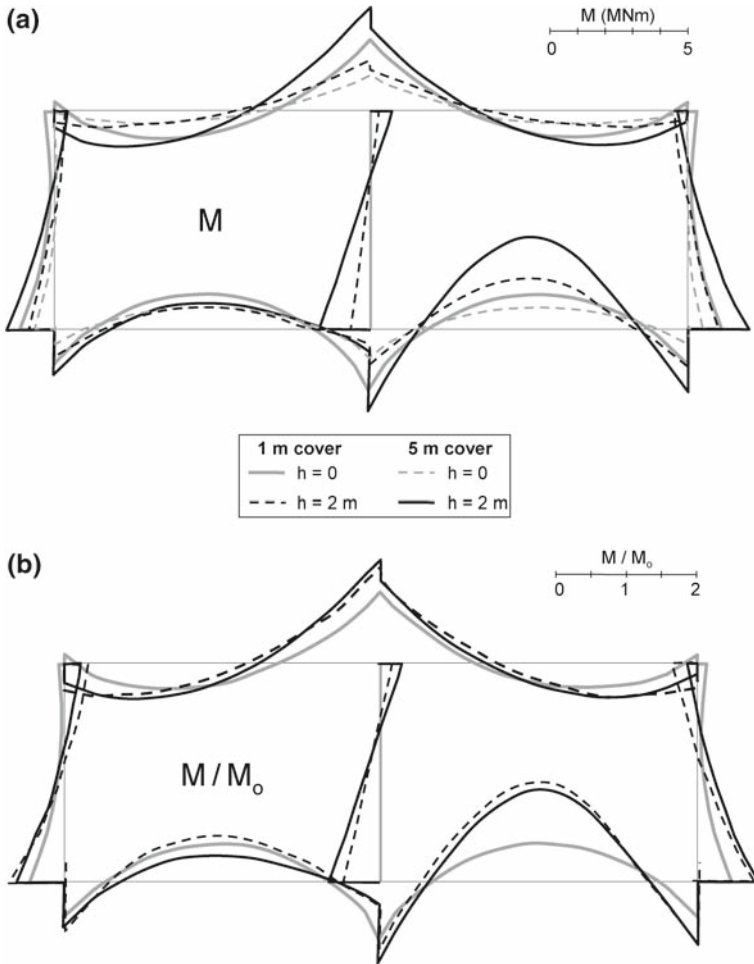 (a)
M (MNm)
0 5
M
1 m cover 5 m cover
h = 0 h = 0
h = 2 m h = 2 m
(b)
M / Mₒ
0 1 2
M / Mₒ